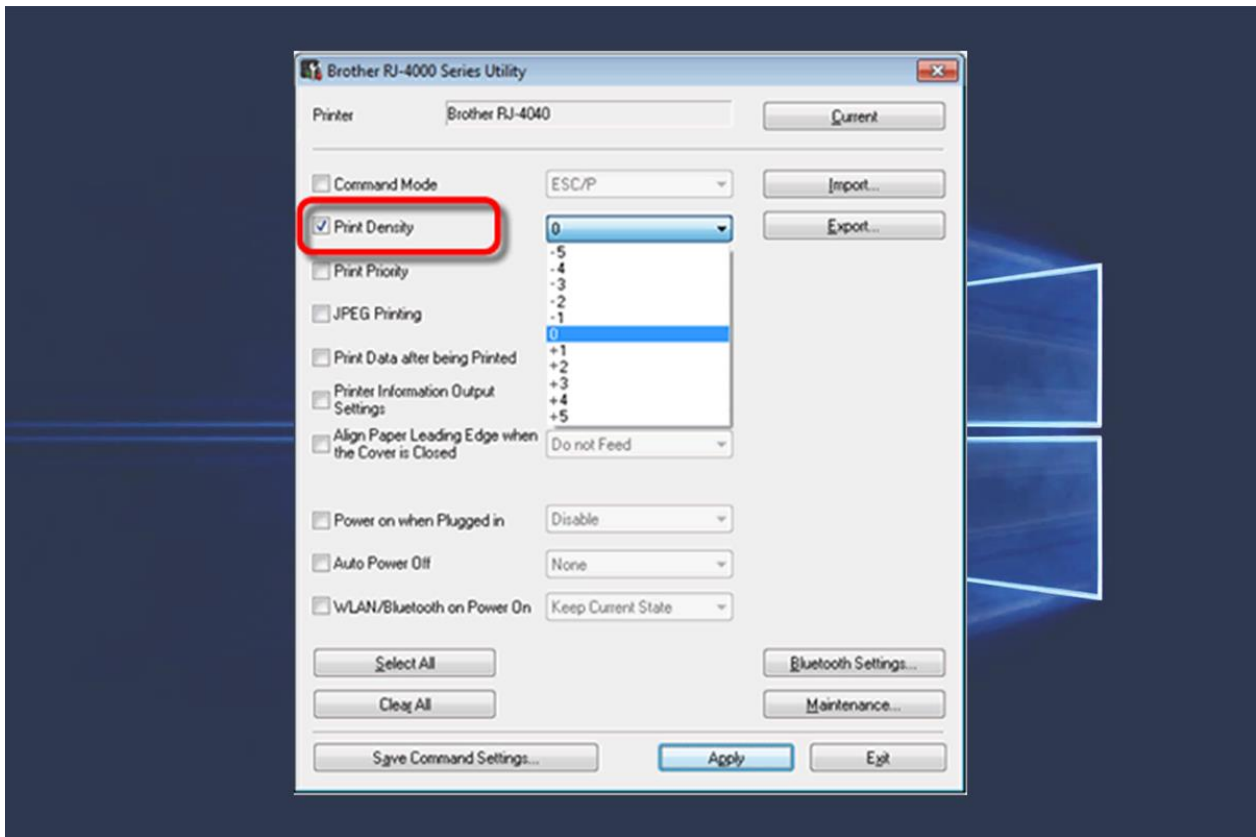 Brother RJ-4000 Series Utility
Printer Brother RJ-4040 Current
Command Mode ESC/P Import...
Print Density 0 Export...
-5
-4
Print Priority
-3
-2
JPEG Printing
-1
0
+1
Print Data after being Printed
+2
+3
Printer Information Output
Settings
+4
+5
Align Paper Leading Edge when
the Cover is Closed
Do not Feed
Power on when Plugged in Disable
Auto Power Off None
WLAN/Bluetooth on Power On Keep Current State
Select All Bluetooth Settings...
Clear All Maintenance...
Save Command Settings... Apply Exit